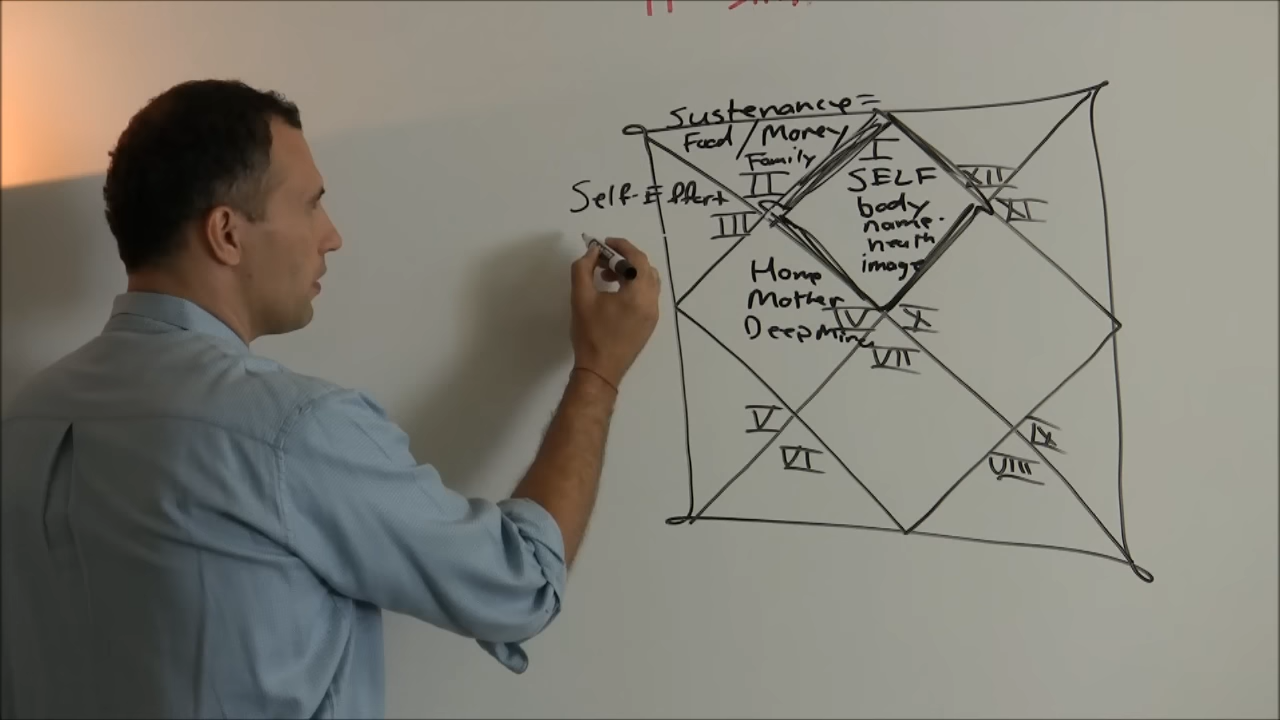 Sustenance =
Food / Money
Family
II
Self-Effort
III
I
SELF
body
name.
health
image
XII
XI
Home
Mother
Deep Mind
IV
X
VII
V
VI
IX
VIII